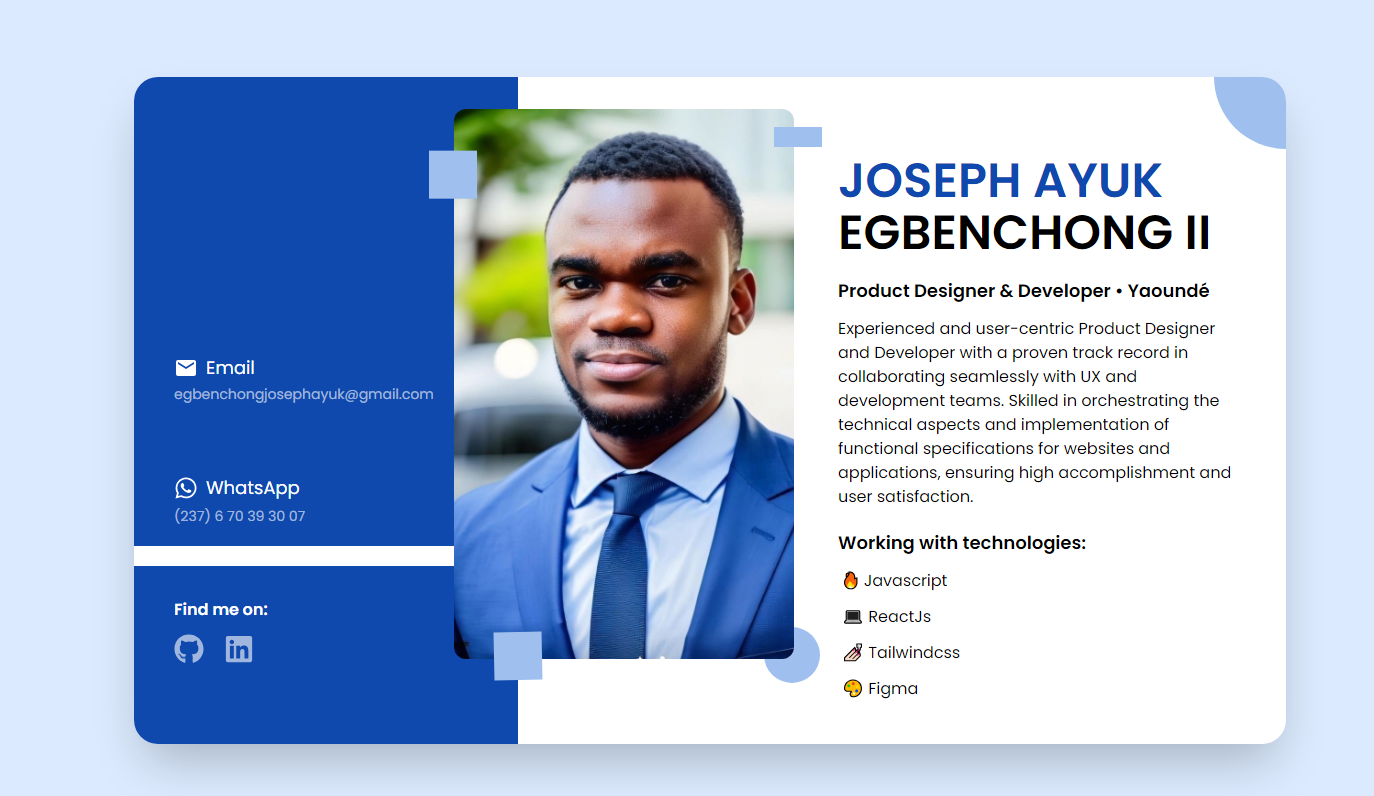 Email
egbenchongjosephayuk@gmail.com
WhatsApp
(237) 6 70 39 30 07
Find me on:
JOSEPH AYUK
EGBENCHONG II
Product Designer & Developer • Yaoundé
Experienced and user-centric Product Designer
and Developer with a proven track record in
collaborating seamlessly with UX and
development teams. Skilled in orchestrating the
technical aspects and implementation of
functional specifications for websites and
applications, ensuring high accomplishment and
user satisfaction.
Working with technologies:
🔥 Javascript
💻 ReactJs
💅 Tailwindcss
🎨 Figma